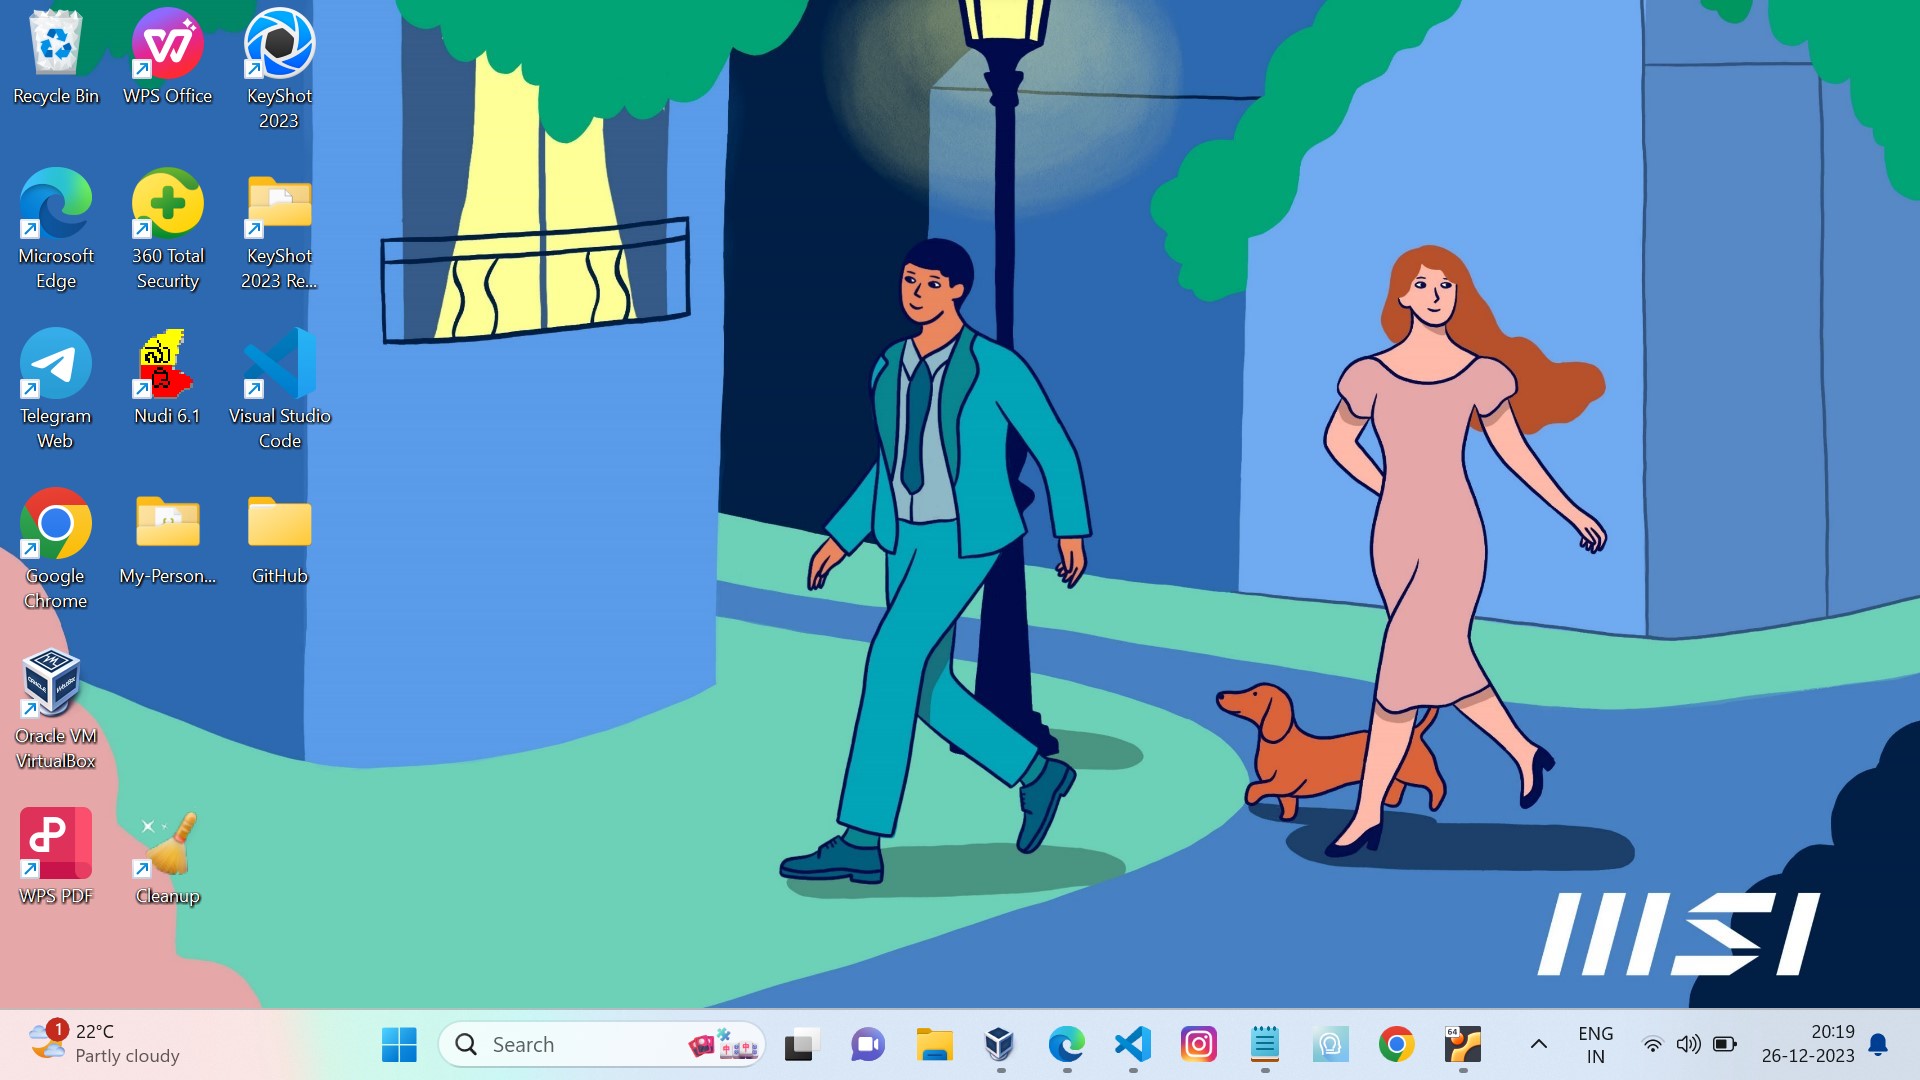 Recycle Bin
WPS Office
KeyShot
2023
Microsoft
Edge
360 Total
Security
KeyShot
2023 Re...
Telegram
Web
Nudi 6.1
Visual Studio
Code
Google
Chrome
My-Person...
GitHub
Oracle VM
VirtualBox
WPS PDF
Cleanup
msi
1
22°C
Partly cloudy
Search
64
ENG
IN
20:19
26-12-2023